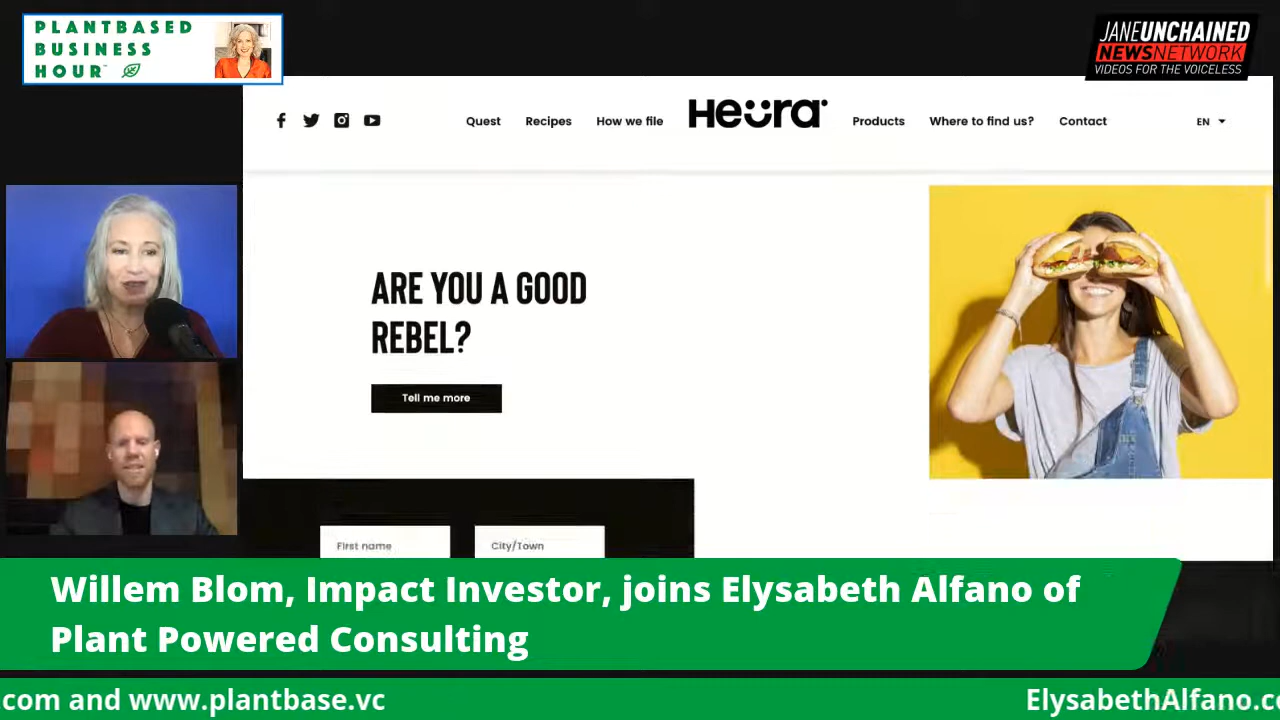 PLANTBASED
BUSINESS
HOUR
JANEUNCHAINED
NEWSNETWORK
VIDEOS FOR THE VOICELESS
Quest Recipes How we file Heüra Products Where to find us? Contact EN
ARE YOU A GOOD
REBEL?
Tell me more
First name City/Town
Willem Blom, Impact Investor, joins Elysabeth Alfano of
Plant Powered Consulting
.com and www.plantbase.vc ElysabethAlfano.co